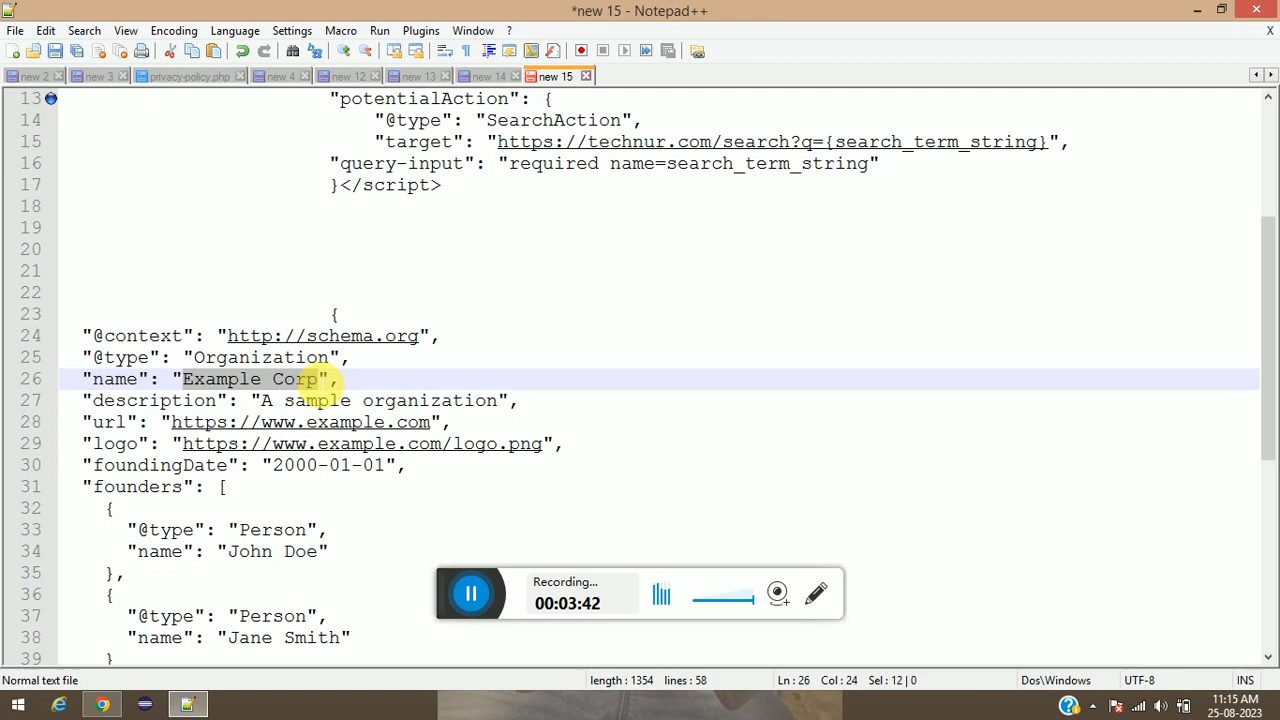 *new 15 - Notepad++
File Edit Search View Encoding Language Settings Macro Run Plugins Window ? X
new 2 new 3 privacy-policy.php new 4 new 12 new 13 new 14 new 15
13 "potentialAction": {
14 "@type": "SearchAction",
15 "target": "https://technur.com/search?q={search_term_string}",
16 "query-input": "required name=search_term_string"
17 }</script>
18
19
20
21
22
23 {
24 "@context": "http://schema.org",
25 "@type": "Organization",
26 "name": "Example Corp",
27 "description": "A sample organization",
28 "url": "https://www.example.com",
29 "logo": "https://www.example.com/logo.png",
30 "foundingDate": "2000-01-01",
31 "founders": [
32 {
33 "@type": "Person",
34 "name": "John Doe"
35 },
36 {
37 "@type": "Person",
38 "name": "Jane Smith"
39 }
Recording...
00:03:42
Normal text file length : 1354 lines : 58 Ln : 26 Col : 24 Sel : 12 | 0 Dos\Windows UTF-8 INS
11:15 AM
25-08-2023